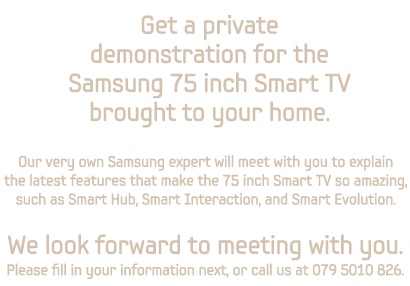 Get a private
demonstration for the
Samsung 75 inch Smart TV
brought to your home.
Our very own Samsung expert will meet with you to explain
the latest features that make the 75 inch Smart TV so amazing,
such as Smart Hub, Smart Interaction, and Smart Evolution.
We look forward to meeting with you.
Please fill in your information next, or call us at 079 5010 826.